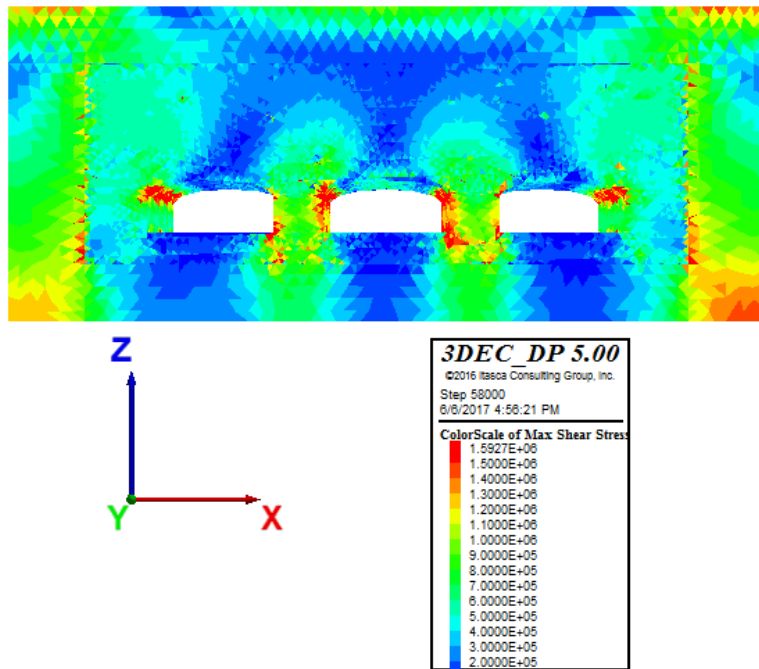 Z
Y
X
3DEC_DP 5.00
©2016 Itasca Consulting Group, Inc.
Step 58000
6/6/2017 4:56:21 PM
ColorScale of Max Shear Stress
1.5927E+06
1.5000E+06
1.4000E+06
1.3000E+06
1.2000E+06
1.1000E+06
1.0000E+06
9.0000E+05
8.0000E+05
7.0000E+05
6.0000E+05
5.0000E+05
4.0000E+05
3.0000E+05
2.0000E+05